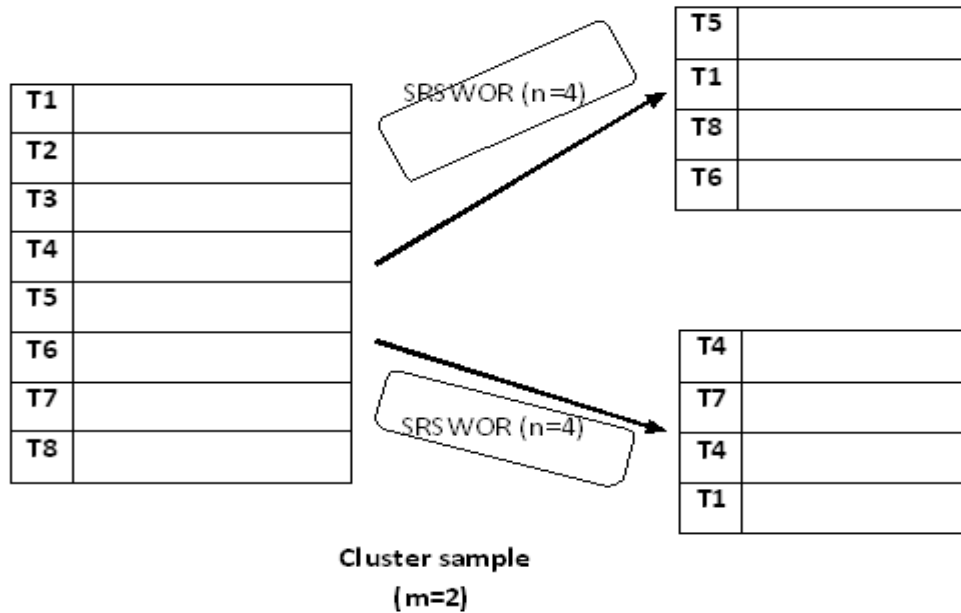 T1
T2
T3
T4
T5
T6
T7
T8
SRSWOR (n=4)
T5
T1
T8
T6
SRSWOR (n=4)
T4
T7
T4
T1
Cluster sample
(m=2)